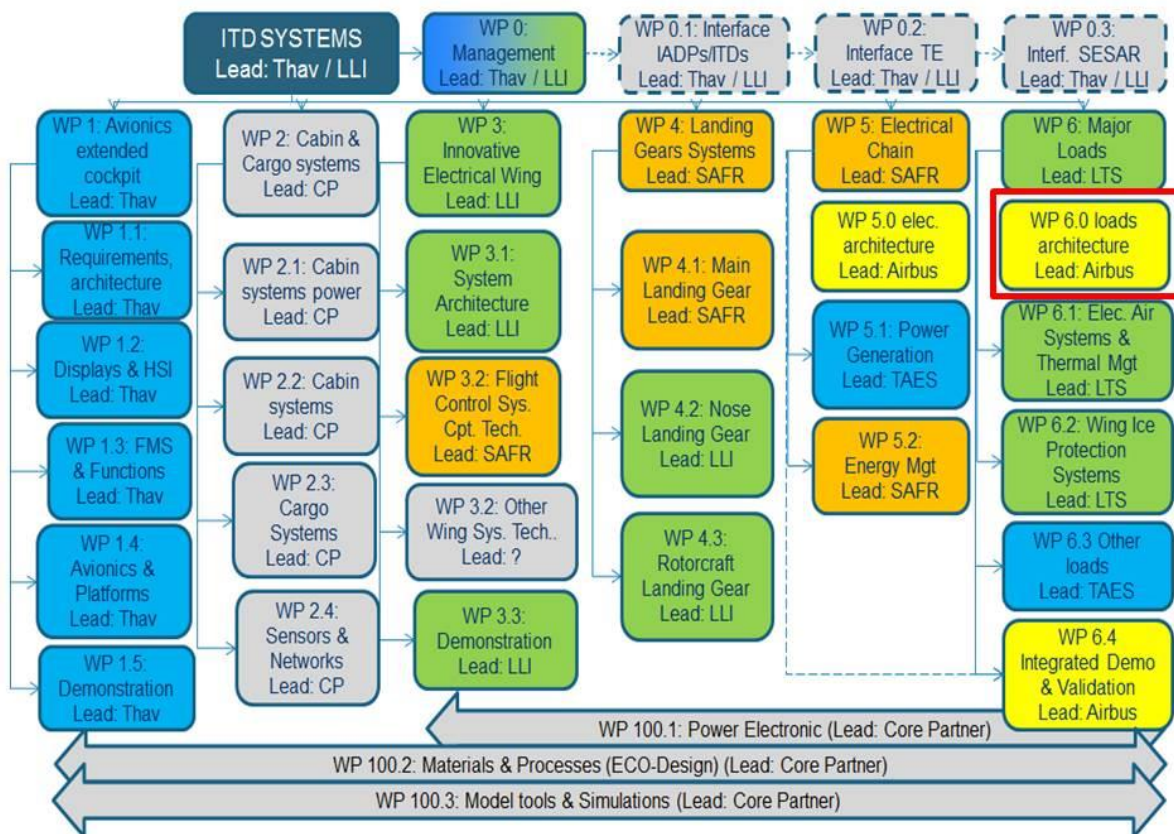 ITD SYSTEMS
Lead: Thav / LLI
WP 0:
Management
Lead: Thav / LLI
WP 0.1: Interface
IADPs/ITDs
Lead: Thav / LLI
WP 0.2:
Interface TE
Lead: Thav / LLI
WP 0.3:
Interf. SESAR
Lead: Thav / LLI
WP 1: Avionics
extended
cockpit
Lead: Thav
WP 1.1:
Requirements,
architecture
Lead: Thav
WP 1.2:
Displays & HSI
Lead: Thav
WP 1.3: FMS
& Functions
Lead: Thav
WP 1.4:
Avionics &
Platforms
Lead: Thav
WP 1.5:
Demonstration
Lead: Thav
WP 2: Cabin &
Cargo systems
Lead: CP
WP 2.1: Cabin
systems power
Lead: CP
WP 2.2: Cabin
systems
Lead: CP
WP 2.3:
Cargo
Systems
Lead: CP
WP 2.4:
Sensors &
Networks
Lead: CP
WP 3:
Innovative
Electrical Wing
Lead: LLI
WP 3.1:
System
Architecture
Lead: LLI
WP 3.2: Flight
Control Sys.
Cpt. Tech.
Lead: SAFR
WP 3.2: Other
Wing Sys. Tech..
Lead: ?
WP 3.3:
Demonstration
Lead: LLI
WP 4: Landing
Gears Systems
Lead: SAFR
WP 4.1: Main
Landing Gear
Lead: SAFR
WP 4.2: Nose
Landing Gear
Lead: LLI
WP 4.3:
Rotorcraft
Landing Gear
Lead: LLI
WP 5: Electrical
Chain
Lead: SAFR
WP 5.0 elec.
architecture
Lead: Airbus
WP 5.1: Power
Generation
Lead: TAES
WP 5.2:
Energy Mgt
Lead: SAFR
WP 6: Major
Loads
Lead: LTS
WP 6.0 loads
architecture
Lead: Airbus
WP 6.1: Elec. Air
Systems &
Thermal Mgt
Lead: LTS
WP 6.2: Wing Ice
Protection
Systems
Lead: LTS
WP 6.3 Other
loads
Lead: TAES
WP 6.4
Integrated Demo
& Validation
Lead: Airbus
WP 100.1: Power Electronic (Lead: Core Partner)
WP 100.2: Materials & Processes (ECO-Design) (Lead: Core Partner)
WP 100.3: Model tools & Simulations (Lead: Core Partner)